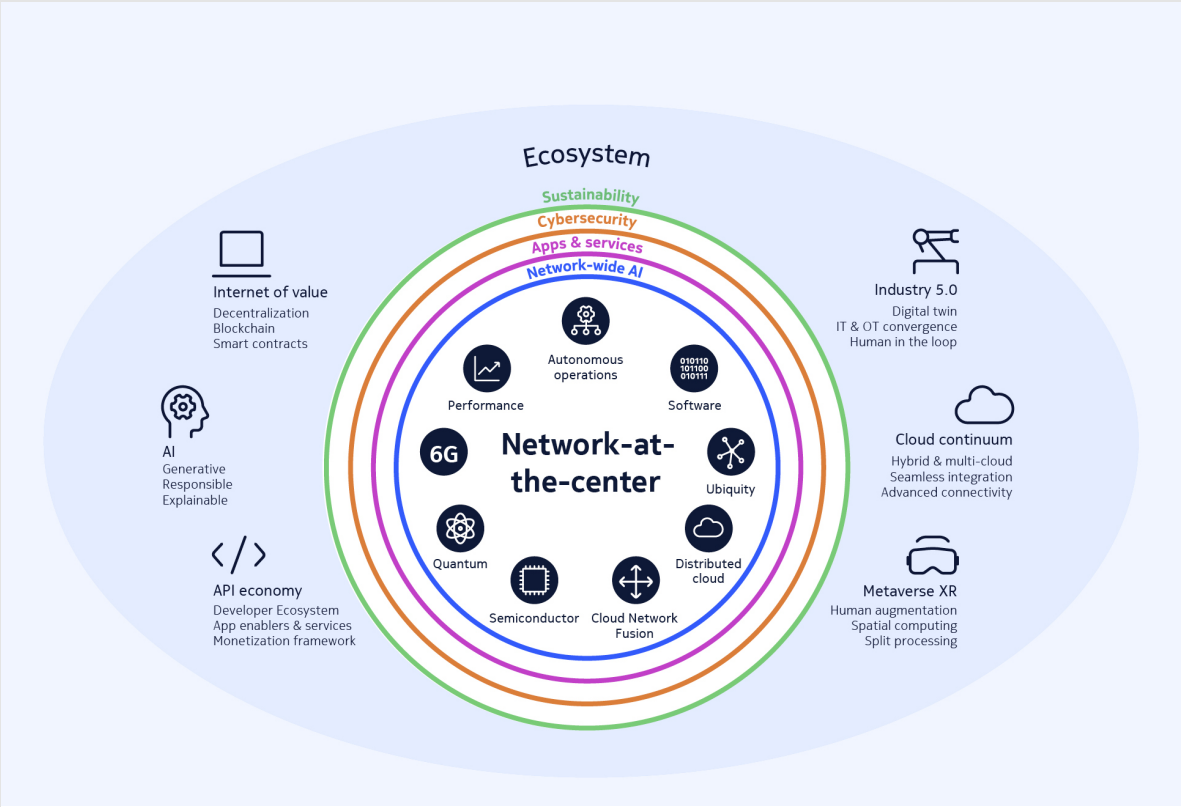 Ecosystem
Sustainability
Cybersecurity
Apps & services
Network-wide AI
Internet of value
Decentralization
Blockchain
Smart contracts
AI
Generative
Responsible
Explainable
API economy
Developer Ecosystem
App enablers & services
Monetization framework
Autonomous
operations
Performance
010110
101100
010111
Software
6G
Network-at-
the-center
Ubiquity
Quantum
Distributed
cloud
Semiconductor
Cloud Network
Fusion
Industry 5.0
Digital twin
IT & OT convergence
Human in the loop
Cloud continuum
Hybrid & multi-cloud
Seamless integration
Advanced connectivity
Metaverse XR
Human augmentation
Spatial computing
Split processing